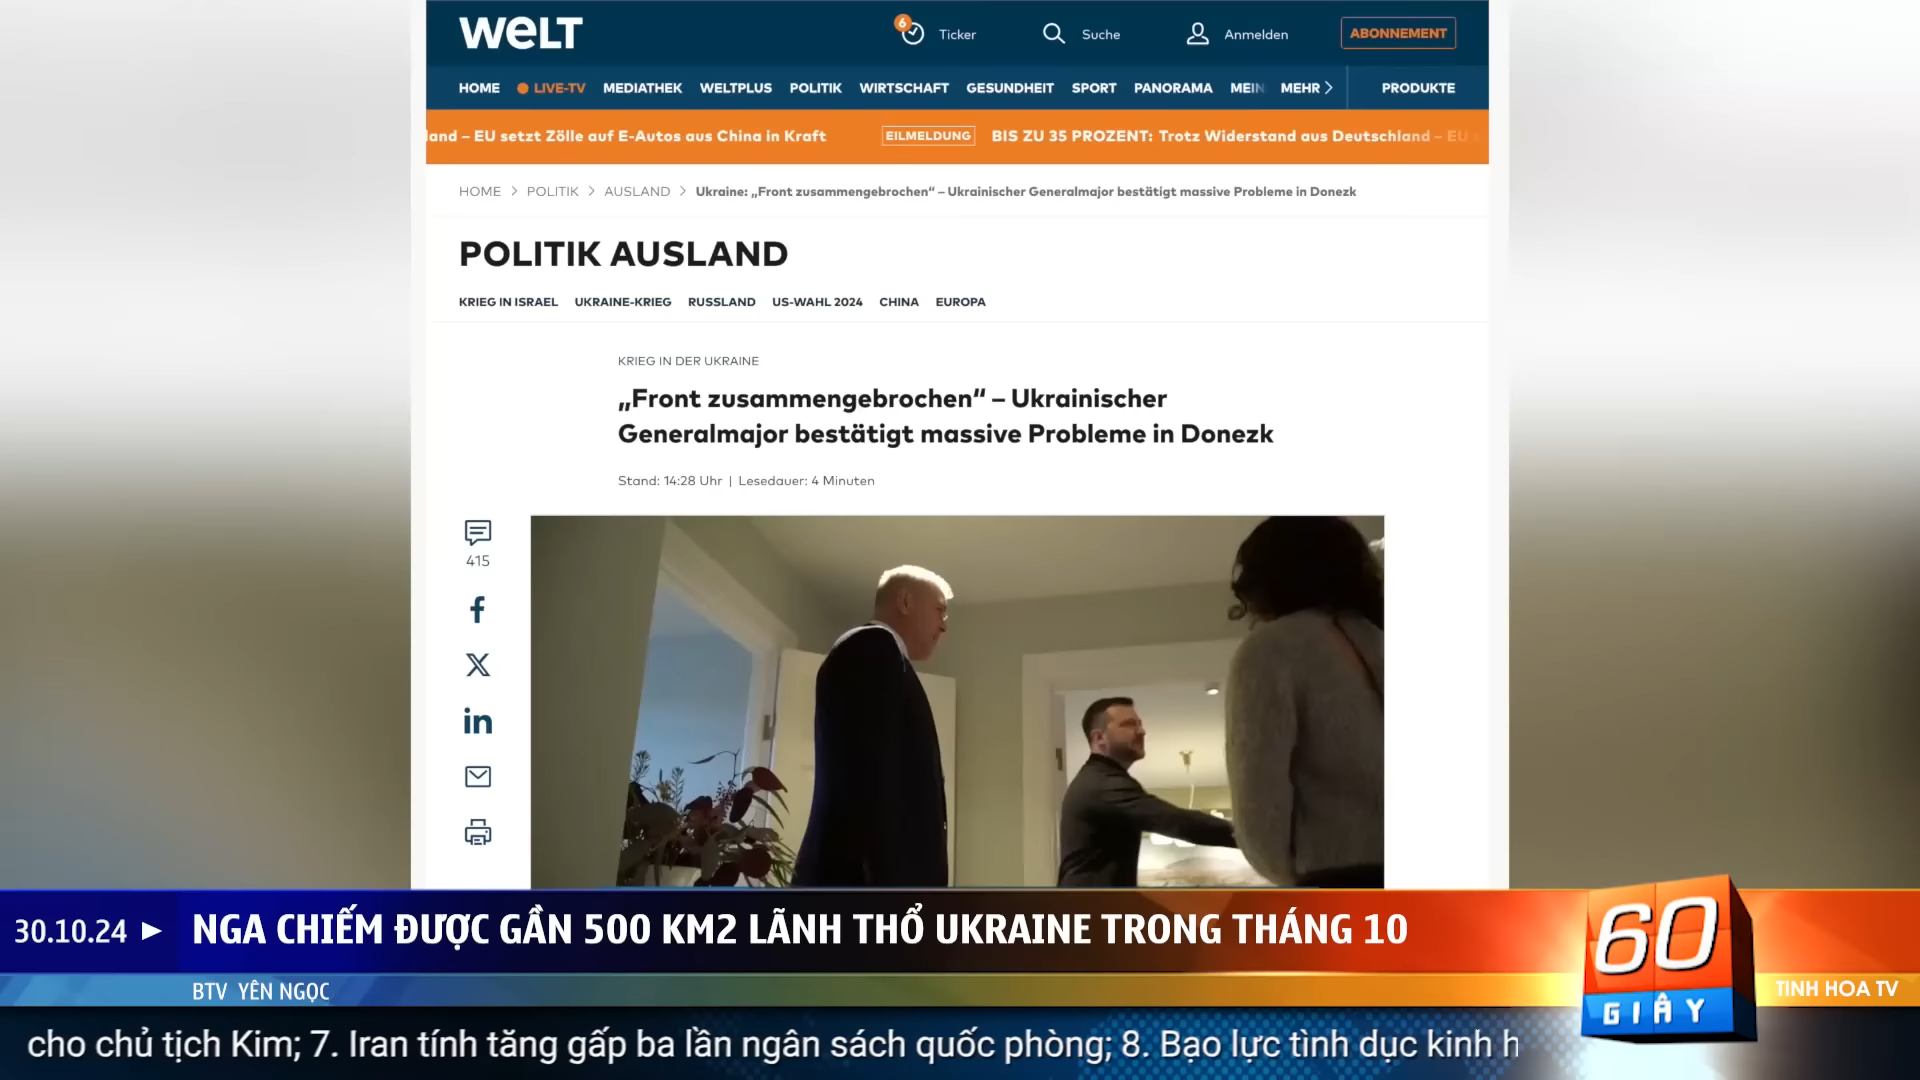 WELT
6
Ticker
Suche
Anmelden
ABONNEMENT
HOME LIVE-TV MEDIATHEK WELTPLUS POLITIK WIRTSCHAFT GESUNDHEIT SPORT PANORAMA MEIN MEHR PRODUKTE
land – EU setzt Zölle auf E-Autos aus China in Kraft EILMELDUNG BIS ZU 35 PROZENT: Trotz Widerstand aus Deutschland – EU
HOME > POLITIK > AUSLAND > Ukraine: „Front zusammengebrochen“ – Ukrainischer Generalmajor bestätigt massive Probleme in Donezk
POLITIK AUSLAND
KRIEG IN ISRAEL UKRAINE-KRIEG RUSSLAND US-WAHL 2024 CHINA EUROPA
KRIEG IN DER UKRAINE
„Front zusammengebrochen“ – Ukrainischer
Generalmajor bestätigt massive Probleme in Donezk
Stand: 14:28 Uhr | Lesedauer: 4 Minuten
415
30.10.24
NGA CHIẾM ĐƯỢC GẦN 500 KM2 LÃNH THỔ UKRAINE TRONG THÁNG 10
BTV YÊN NGỌC
60
GIÂY
TINH HOA TV
cho chủ tịch Kim; 7. Iran tính tăng gấp ba lần ngân sách quốc phòng; 8. Bạo lực tình dục kinh